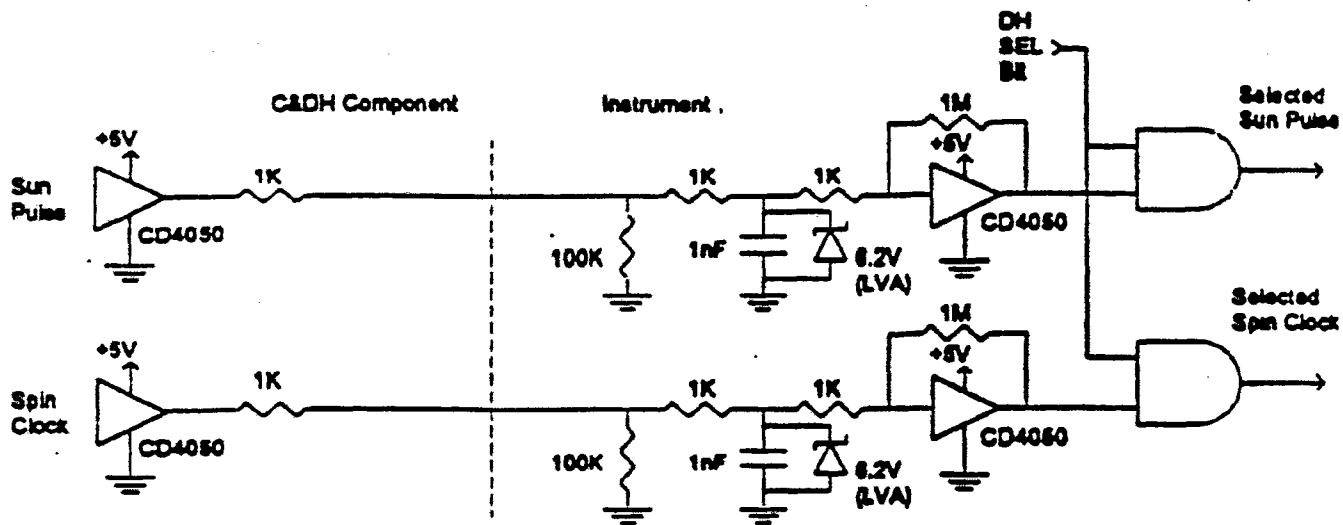 DH
SEL
Bit
C&DH Component
Instrument .
1M
Selected
Sun Pulse
+5V
+5V
Sun
Pulse
1K
1K
1K
CD4050
CD4050
100K
1nF
6.2V
(LVA)
1M
Selected
Spin Clock
+5V
+5V
Spin
Clock
1K
1K
1K
CD4050
CD4050
100K
1nF
6.2V
(LVA)